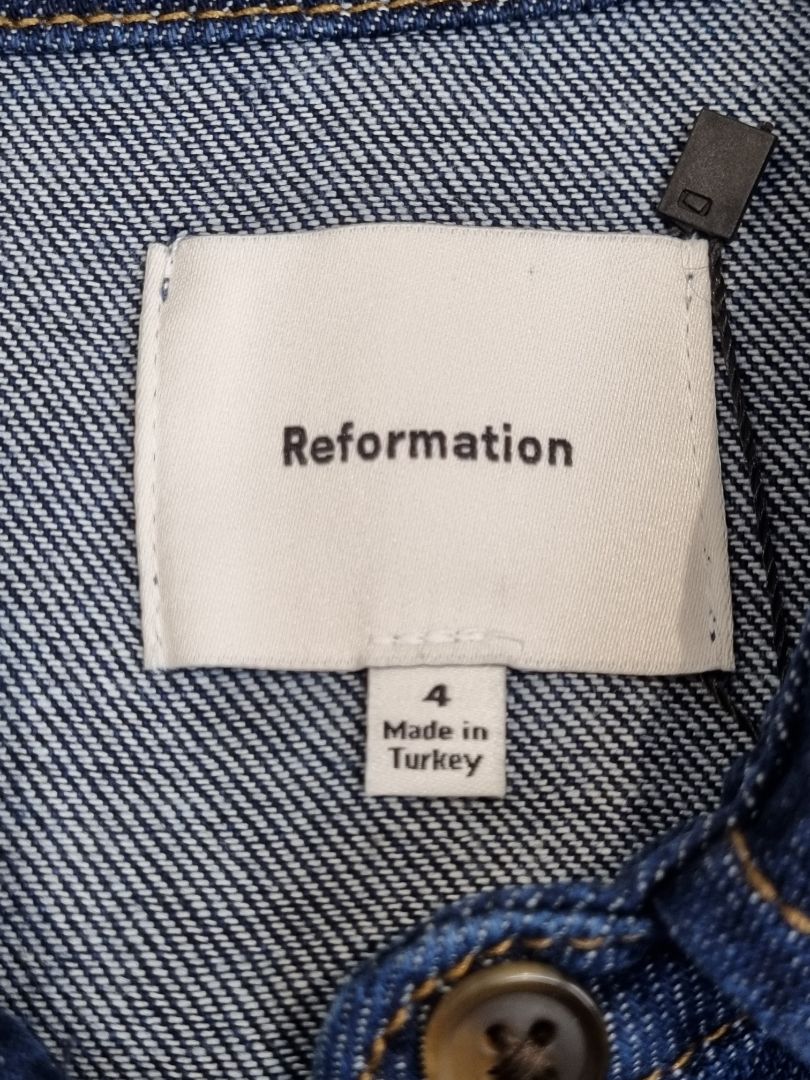 Reformation
4
Made in
Turkey